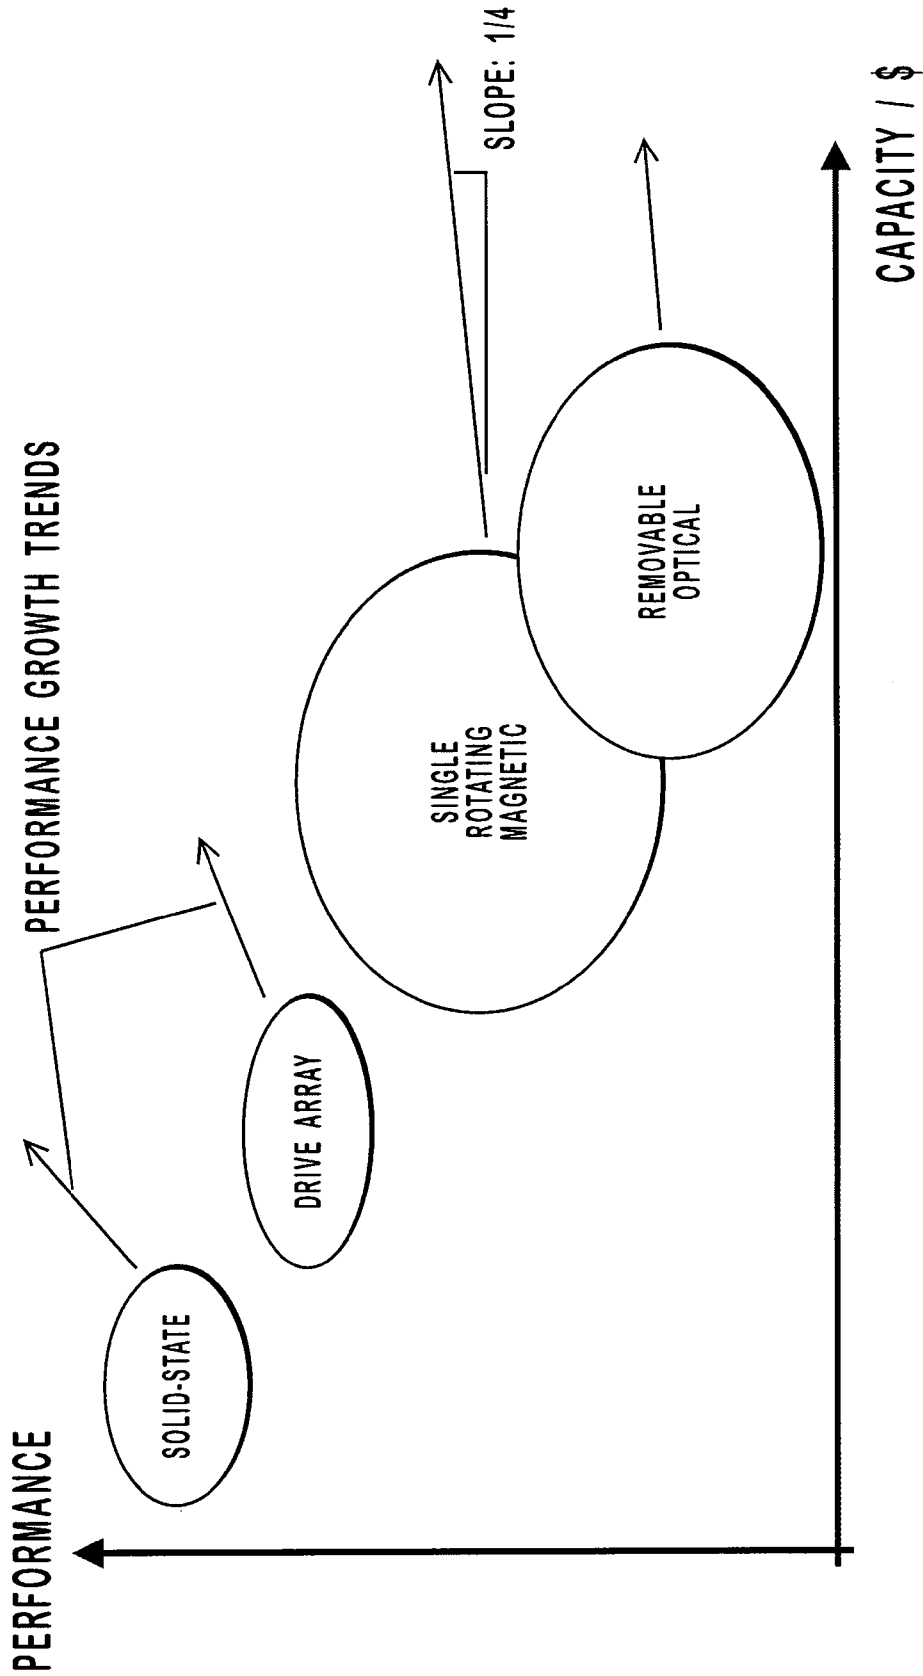 PERFORMANCE
PERFORMANCE GROWTH TRENDS
SOLID-STATE
DRIVE ARRAY
SINGLE
ROTATING
MAGNETIC
SLOPE: 1/4
REMOVABLE
OPTICAL
CAPACITY / $